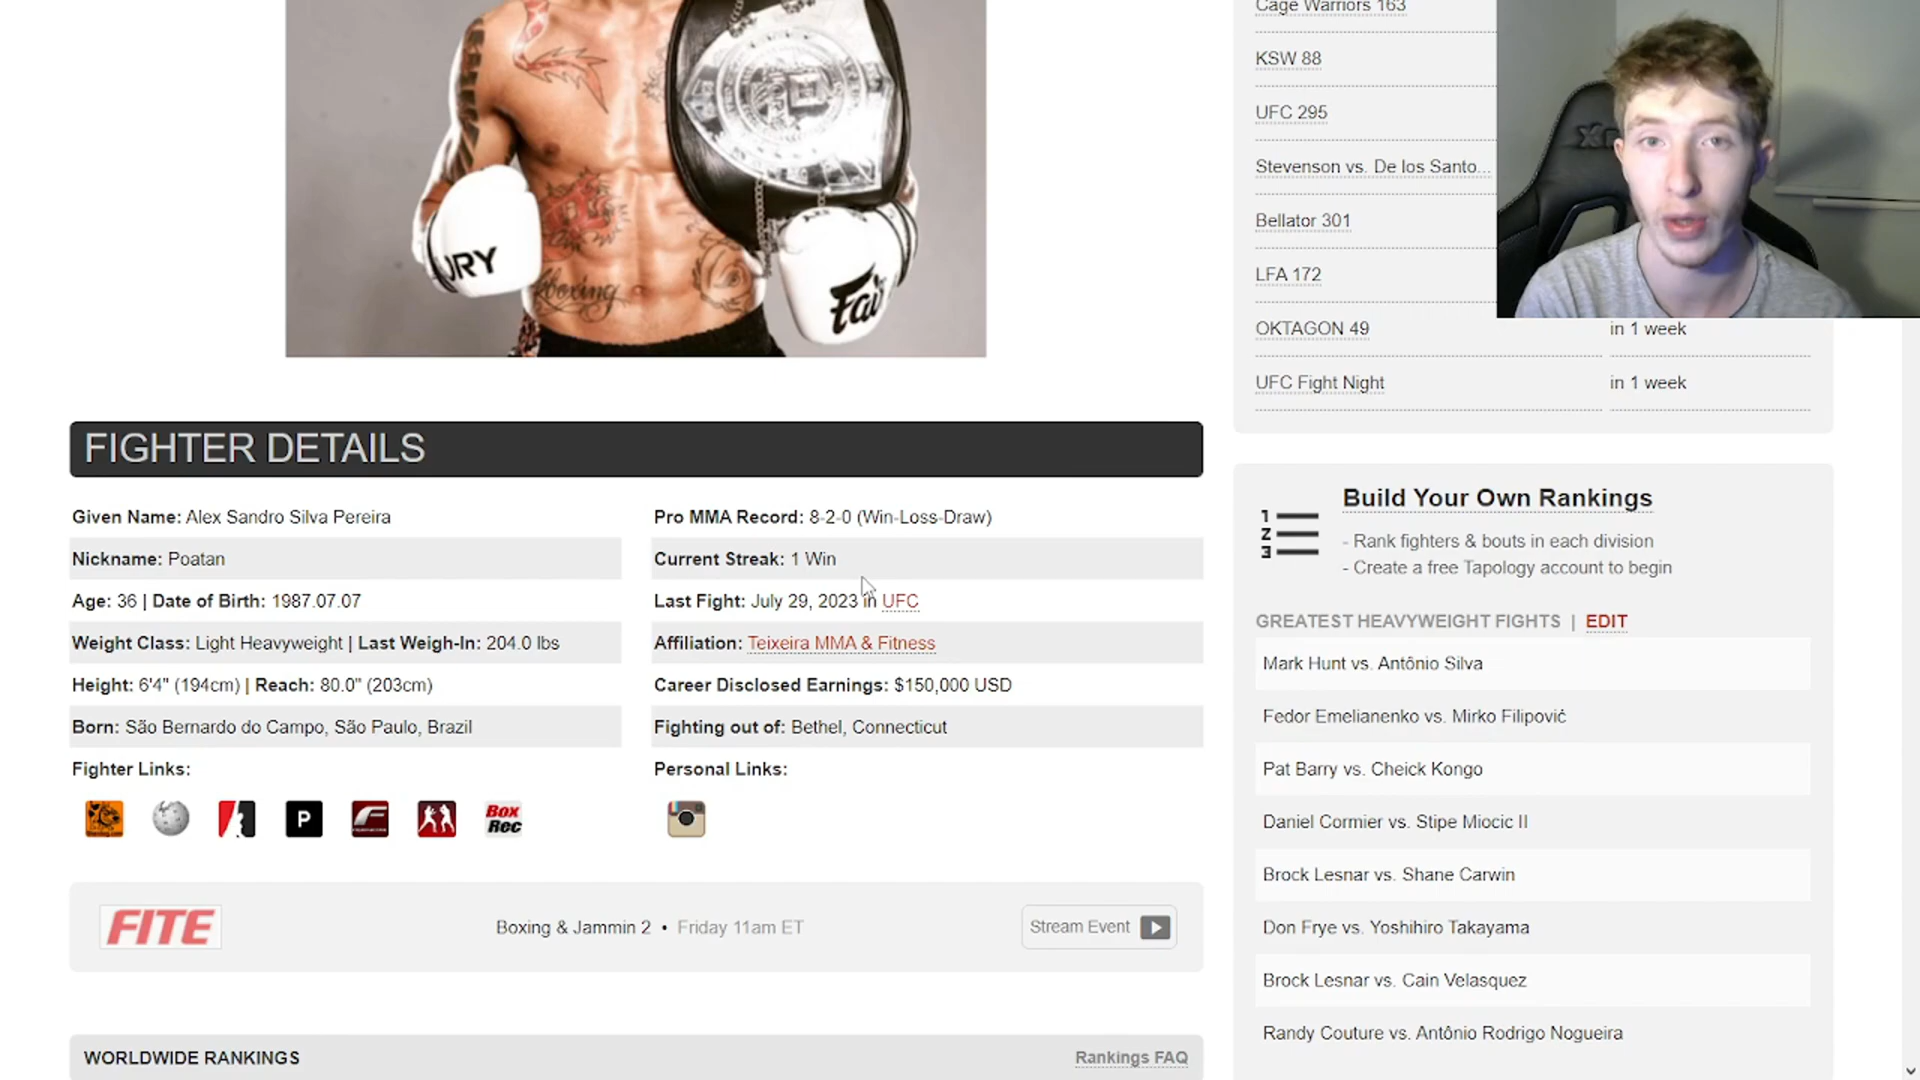 Cage Warriors 163
KSW 88
UFC 295
Stevenson vs. De los Santo...
Bellator 301
LFA 172
OKTAGON 49 in 1 week
UFC Fight Night in 1 week
URY
boxing
Fai
FIGHTER DETAILS
Given Name: Alex Sandro Silva Pereira
Nickname: Poatan
Age: 36 | Date of Birth: 1987.07.07
Weight Class: Light Heavyweight | Last Weigh-In: 204.0 lbs
Height: 6'4" (194cm) | Reach: 80.0" (203cm)
Born: São Bernardo do Campo, São Paulo, Brazil
Fighter Links:
P
Box
Rec
Pro MMA Record: 8-2-0 (Win-Loss-Draw)
Current Streak: 1 Win
Last Fight: July 29, 2023 in UFC
Affiliation: Teixeira MMA & Fitness
Career Disclosed Earnings: $150,000 USD
Fighting out of: Bethel, Connecticut
Personal Links:
FITE
Boxing & Jammin 2 • Friday 11am ET
Stream Event
WORLDWIDE RANKINGS
Rankings FAQ
1
2
3
Build Your Own Rankings
- Rank fighters & bouts in each division
- Create a free Tapology account to begin
GREATEST HEAVYWEIGHT FIGHTS | EDIT
Mark Hunt vs. Antônio Silva
Fedor Emelianenko vs. Mirko Filipović
Pat Barry vs. Cheick Kongo
Daniel Cormier vs. Stipe Miocic II
Brock Lesnar vs. Shane Carwin
Don Frye vs. Yoshihiro Takayama
Brock Lesnar vs. Cain Velasquez
Randy Couture vs. Antônio Rodrigo Nogueira